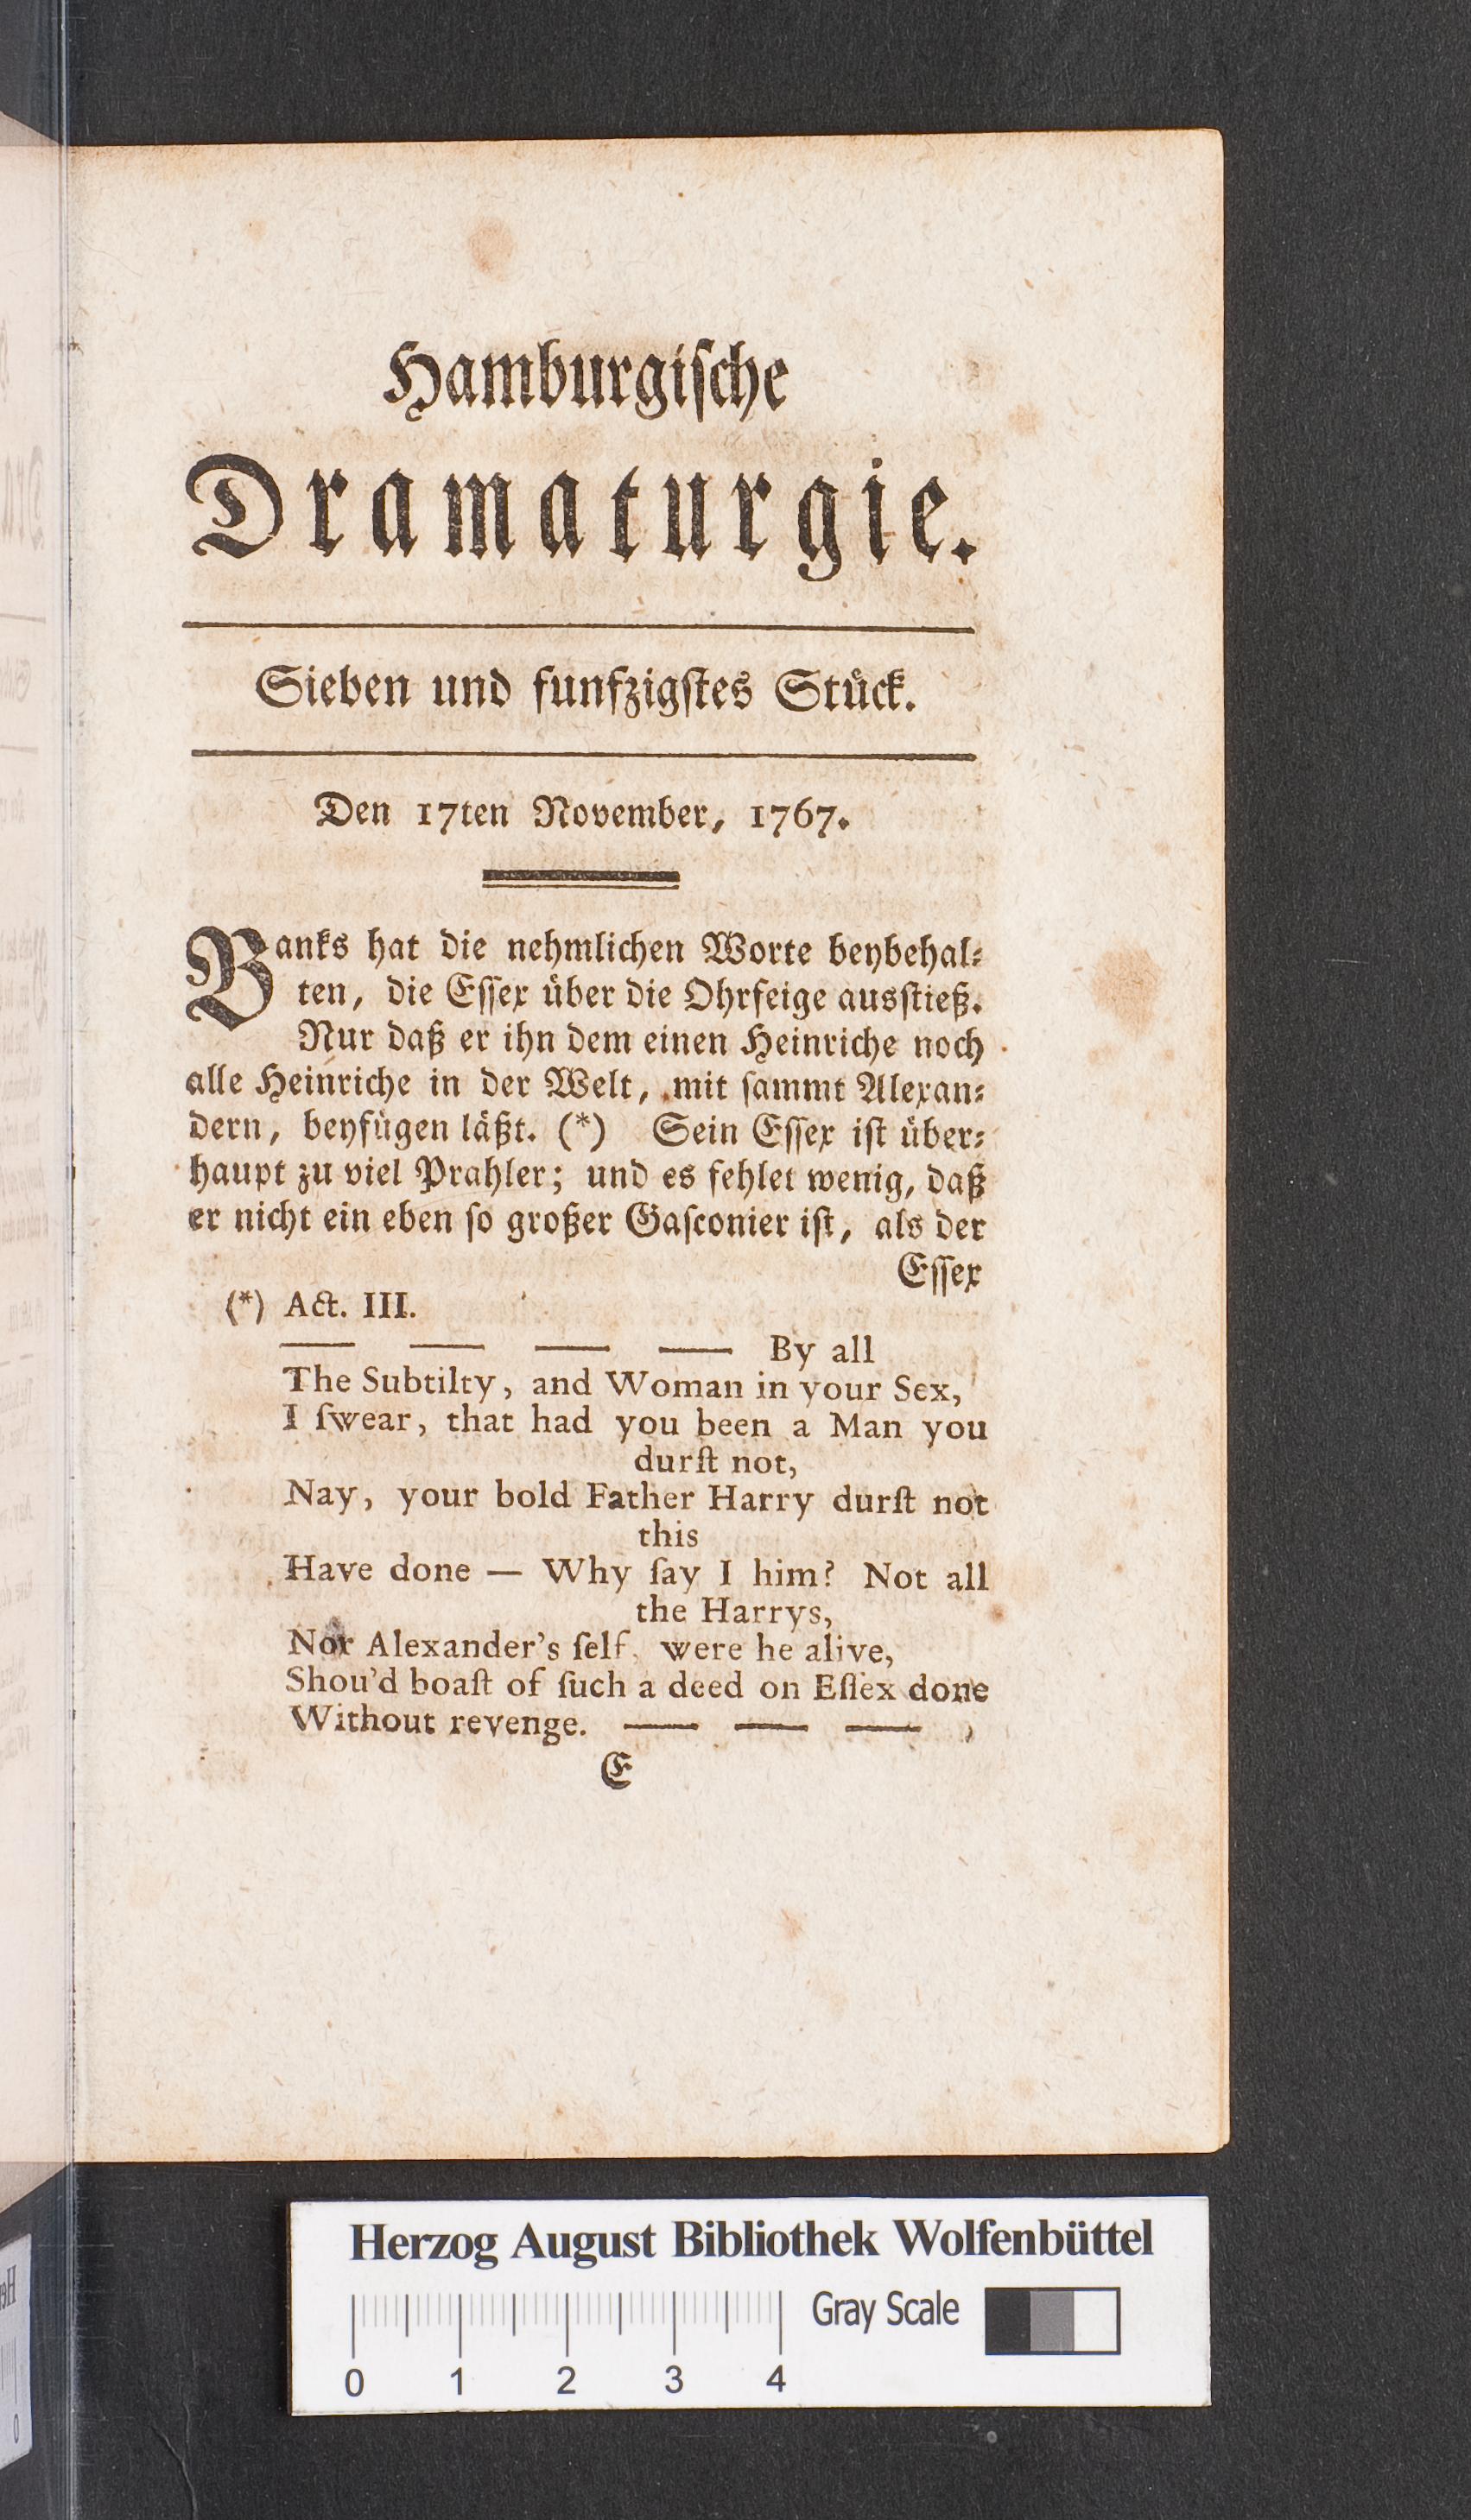 Hamburgische
Dramaturgie.
Sieben und funfzigstes Stück.
Den 17ten November, 1767.
Banks hat die nehmlichen Worte beybehal-
ten, die Essex über die Ohrfeige ausstieß.
Nur daß er ihn dem einen Heinriche noch
alle Heinriche in der Welt, mit sammt Alexan-
dern, beyfügen läßt. (*) Sein Essex ist über-
haupt zu viel Prahler; und es fehlet wenig, daß
er nicht ein eben so großer Gasconier ist, als der
Essex
(*) Act. III.
— — — — By all
The Subtilty, and Woman in your Sex,
I ſwear, that had you been a Man you
durſt not,
Nay, your bold Father Harry durſt not
this
Have done — Why ſay I him? Not all
the Harrys,
Nor Alexander's ſelf, were he alive,
Shou'd boaſt of ſuch a deed on Eſſex done
Without revenge. — — —
E
Herzog August Bibliothek Wolfenbüttel
Gray Scale
0 1 2 3 4